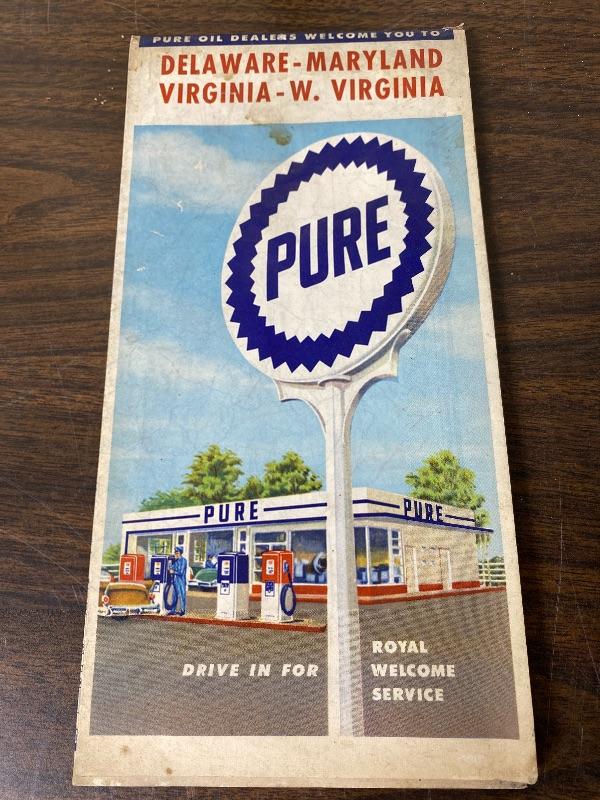 PURE OIL DEALERS WELCOME YOU TO
DELAWARE-MARYLAND
VIRGINIA-W. VIRGINIA
PURE
PURE
PURE
DRIVE IN FOR
ROYAL
WELCOME
SERVICE